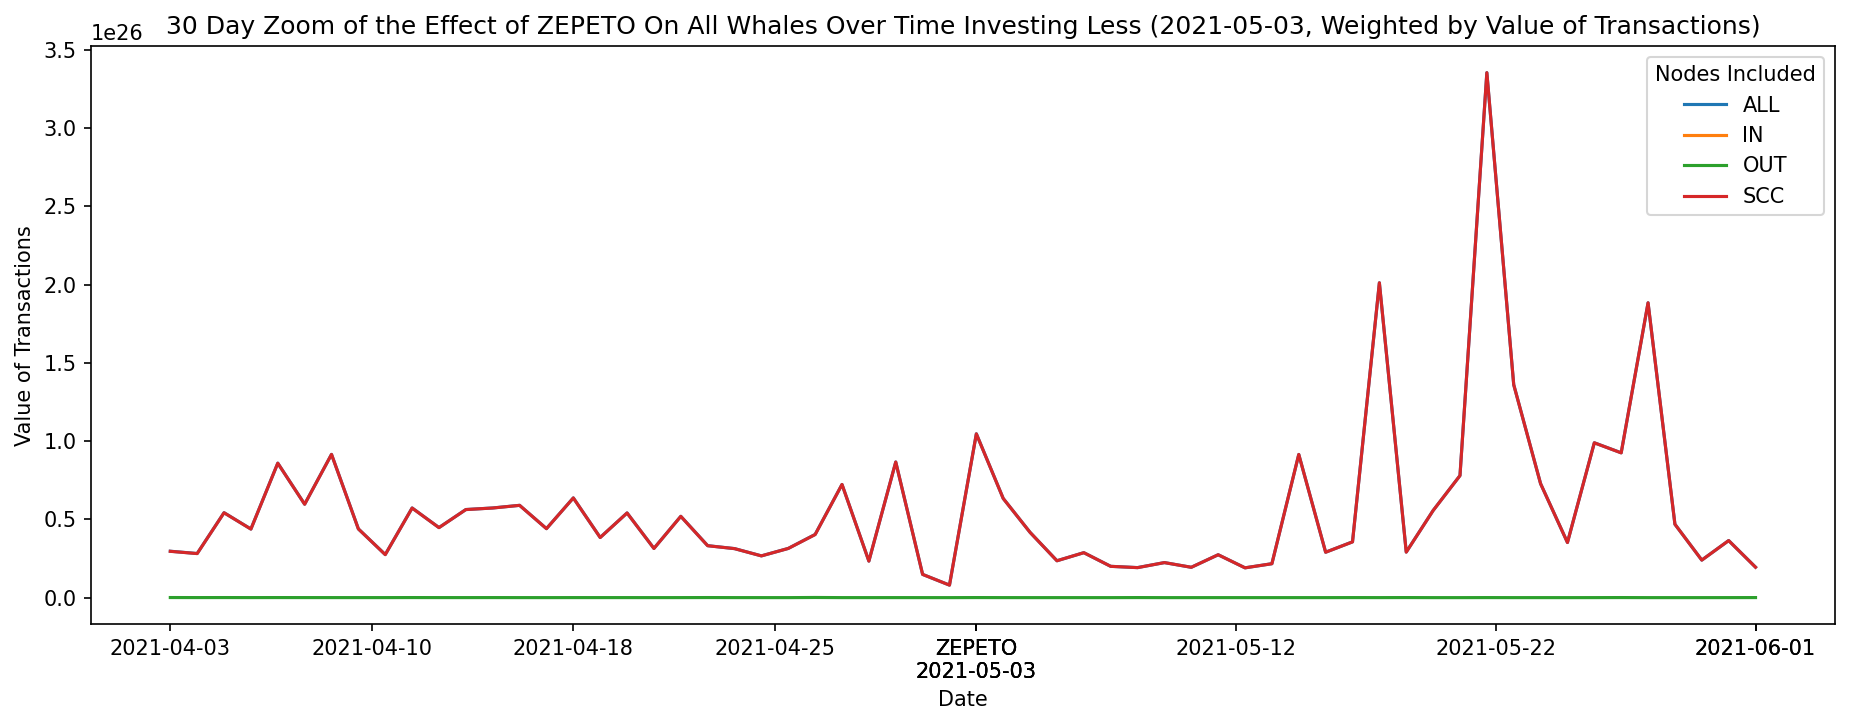 30 Day Zoom of the Effect of ZEPETO On All Whales Over Time Investing Less (2021-05-03, Weighted by Value of Transactions)
1e26
3.5
3.0
2.5
2.0
1.5
1.0
0.5
0.0
Value of Transactions
Nodes Included
ALL
IN
OUT
SCC
2021-04-03 2021-04-10 2021-04-18 2021-04-25 ZEPETO 2021-05-12 2021-05-22 2021-06-01
2021-05-03
Date